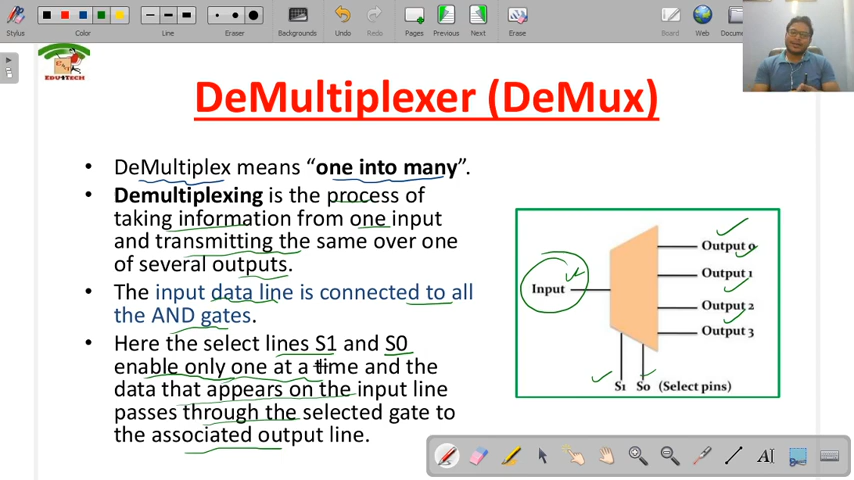 Stylus
Color
Line
Eraser
Backgrounds
Undo
Redo
Pages
Previous
Next
Erase
Board
Web
Docum
EDU4TECH
DeMultiplexer (DeMux)
• DeMultiplex means “one into many”.
• Demultiplexing is the process of
taking information from one input
and transmitting the same over one
of several outputs.
• The input data line is connected to all
the AND gates.
• Here the select lines S1 and S0
enable only one at a time and the
data that appears on the input line
passes through the selected gate to
the associated output line.
Input
Output 0
Output 1
Output 2
Output 3
S1 S0 (Select pins)